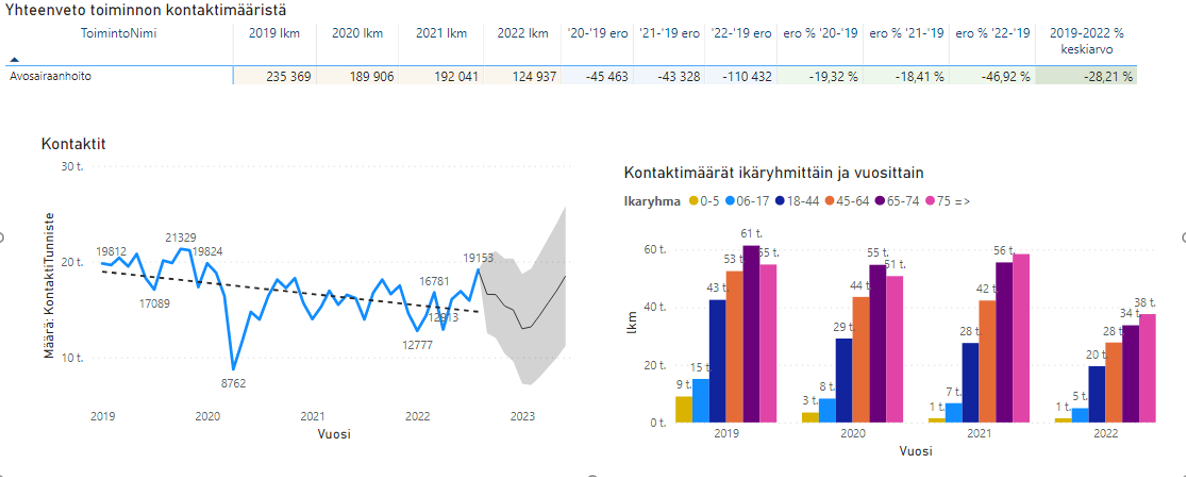 Yhteenveto toiminnon kontaktimääristä
ToimintoNimi 2019 lkm 2020 lkm 2021 lkm 2022 lkm '20-'19 ero '21-'19 ero '22-'19 ero ero % '20-'19 ero % '21-'19 ero % '22-'19 2019-2022 %
keskiarvo
Avosairaanhoito 235 369 189 906 192 041 124 937 -45 463 -43 328 -110 432 -19,32 % -18,41 % -46,92 % -28,21 %
Kontaktit
Määrä: KontaktiTunniste
30 t.
20 t.
10 t.
19812
17089
21329
19824
8762
12777
16781
12813
19153
2019 2020 2021 2022 2023
Vuosi
Kontaktimäärät ikäryhmittäin ja vuosittain
Ikaryhma 0-5 06-17 18-44 45-64 65-74 75 =>
lkm
60 t.
40 t.
20 t.
0 t.
9 t. 15 t. 43 t. 53 t. 61 t. 55 t.
3 t. 8 t. 29 t. 44 t. 55 t. 51 t.
1 t. 7 t. 28 t. 42 t. 56 t.
1 t. 5 t. 20 t. 28 t. 34 t. 38 t.
2019 2020 2021 2022
Vuosi